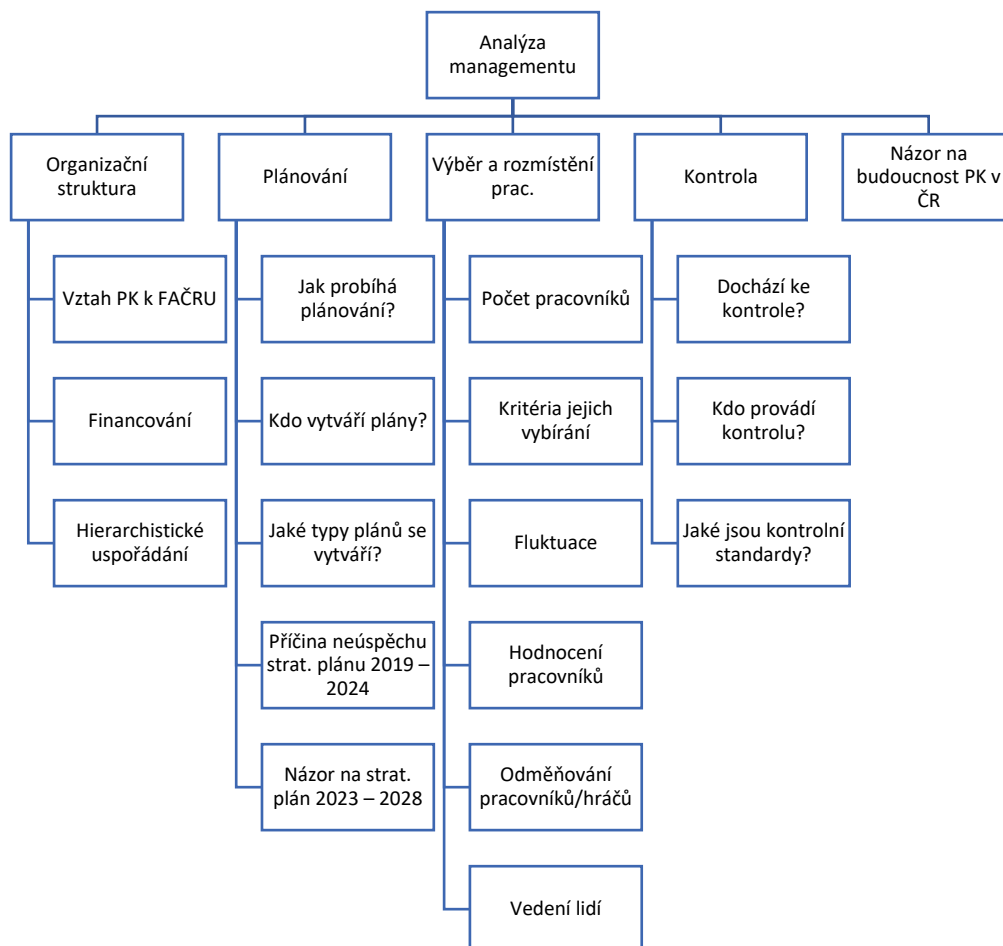 Analýza
managementu
Organizační
struktura
Plánování
Výběr a rozmístění
prac.
Kontrola
Názor na
budoucnost PK v
ČR
Vztah PK k FAČRU
Jak probíhá
plánování?
Počet pracovníků
Dochází ke
kontrole?
Financování
Kdo vytváří plány?
Kritéria jejich
vybírání
Kdo provádí
kontrolu?
Hierarchistické
uspořádání
Jaké typy plánů se
vytváří?
Fluktuace
Jaké jsou kontrolní
standardy?
Příčina neúspěchu
strat. plánu 2019 –
2024
Hodnocení
pracovníků
Názor na strat.
plán 2023 – 2028
Odměňování
pracovníků/hráčů
Vedení lidí